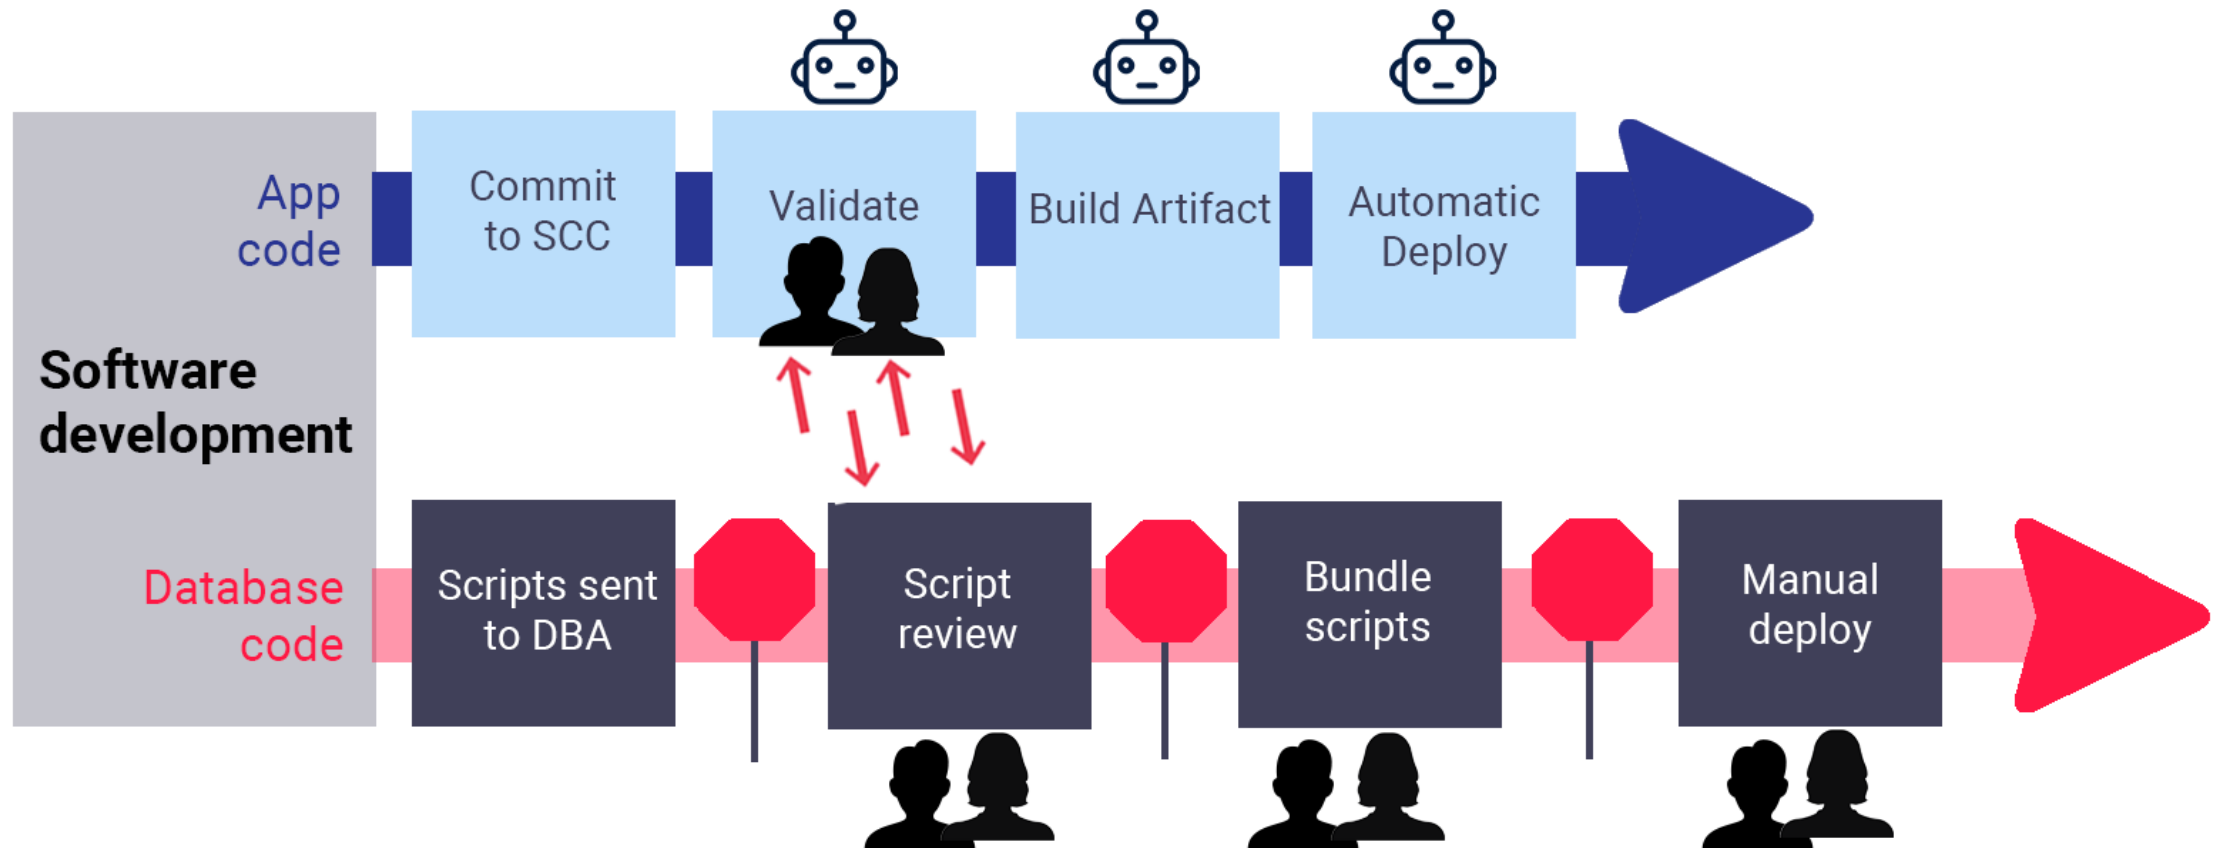 App
code
Commit
to SCC
Validate
Build Artifact
Automatic
Deploy
Software
development
Database
code
Scripts sent
to DBA
Script
review
Bundle
scripts
Manual
deploy